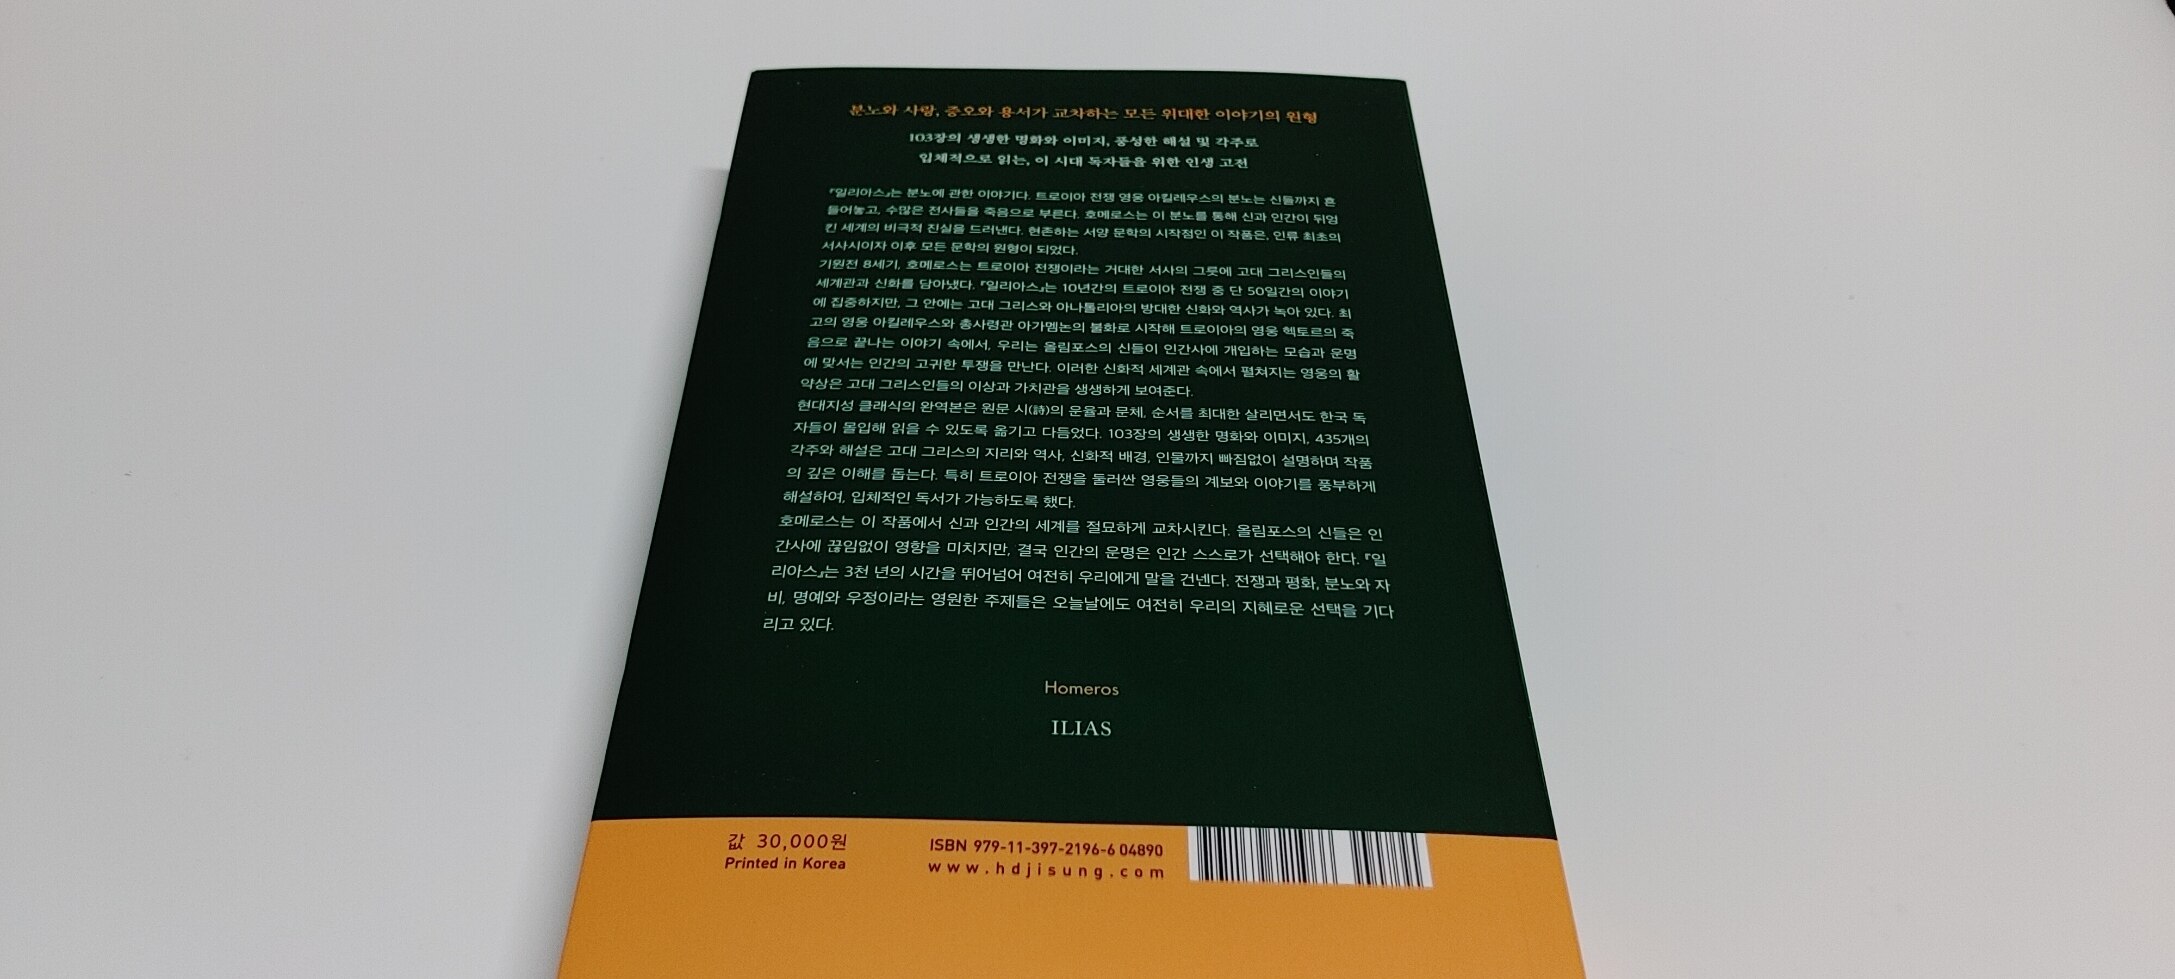 분노와 사랑, 증오와 용서가 교차하는 모든 위대한 이야기의 원형
103장의 생생한 명화와 이미지, 풍성한 해설 및 각주로
입체적으로 읽는, 이 시대 독자들을 위한 인생 고전
『일리아스』는 분노에 관한 이야기다. 트로이아 전쟁 영웅 아킬레우스의 분노는 신들까지 흔
들어놓고, 수많은 전사들을 죽음으로 부른다. 호메로스는 이 분노를 통해 신과 인간이 뒤엉
킨 세계의 비극적 진실을 드러낸다. 현존하는 서양 문학의 시작점인 이 작품은, 인류 최초의
서사시이자 이후 모든 문학의 원형이 되었다.
기원전 8세기, 호메로스는 트로이아 전쟁이라는 거대한 서사의 그릇에 고대 그리스인들의
세계관과 신화를 담아냈다. 『일리아스』는 10년간의 트로이아 전쟁 중 단 50일간의 이야기
에 집중하지만, 그 안에는 고대 그리스와 아나톨리아의 방대한 신화와 역사가 녹아 있다. 최
고의 영웅 아킬레우스와 총사령관 아가멤논의 불화로 시작해 트로이아의 영웅 헥토르의 죽
음으로 끝나는 이야기 속에서, 우리는 올림포스의 신들이 인간사에 개입하는 모습과 운명
에 맞서는 인간의 고귀한 투쟁을 만난다. 이러한 신화적 세계관 속에서 펼쳐지는 영웅의 활
약상은 고대 그리스인들의 이상과 가치관을 생생하게 보여준다.
현대지성 클래식의 완역본은 원문 시(詩)의 운율과 문체, 순서를 최대한 살리면서도 한국 독
자들이 몰입해 읽을 수 있도록 옮기고 다듬었다. 103장의 생생한 명화와 이미지, 435개의
각주와 해설은 고대 그리스의 지리와 역사, 신화적 배경, 인물까지 빠짐없이 설명하며 작품
의 깊은 이해를 돕는다. 특히 트로이아 전쟁을 둘러싼 영웅들의 계보와 이야기를 풍부하게
해설하여, 입체적인 독서가 가능하도록 했다.
호메로스는 이 작품에서 신과 인간의 세계를 절묘하게 교차시킨다. 올림포스의 신들은 인
간사에 끊임없이 영향을 미치지만, 결국 인간의 운명은 인간 스스로가 선택해야 한다. 『일
리아스』는 3천 년의 시간을 뛰어넘어 여전히 우리에게 말을 건넨다. 전쟁과 평화, 분노와 자
비, 명예와 우정이라는 영원한 주제들은 오늘날에도 여전히 우리의 지혜로운 선택을 기다
리고 있다.
Homeros
ILIAS
값 30,000원
Printed in Korea
ISBN 979-11-397-2196-6 04890
www.hdjisung.com